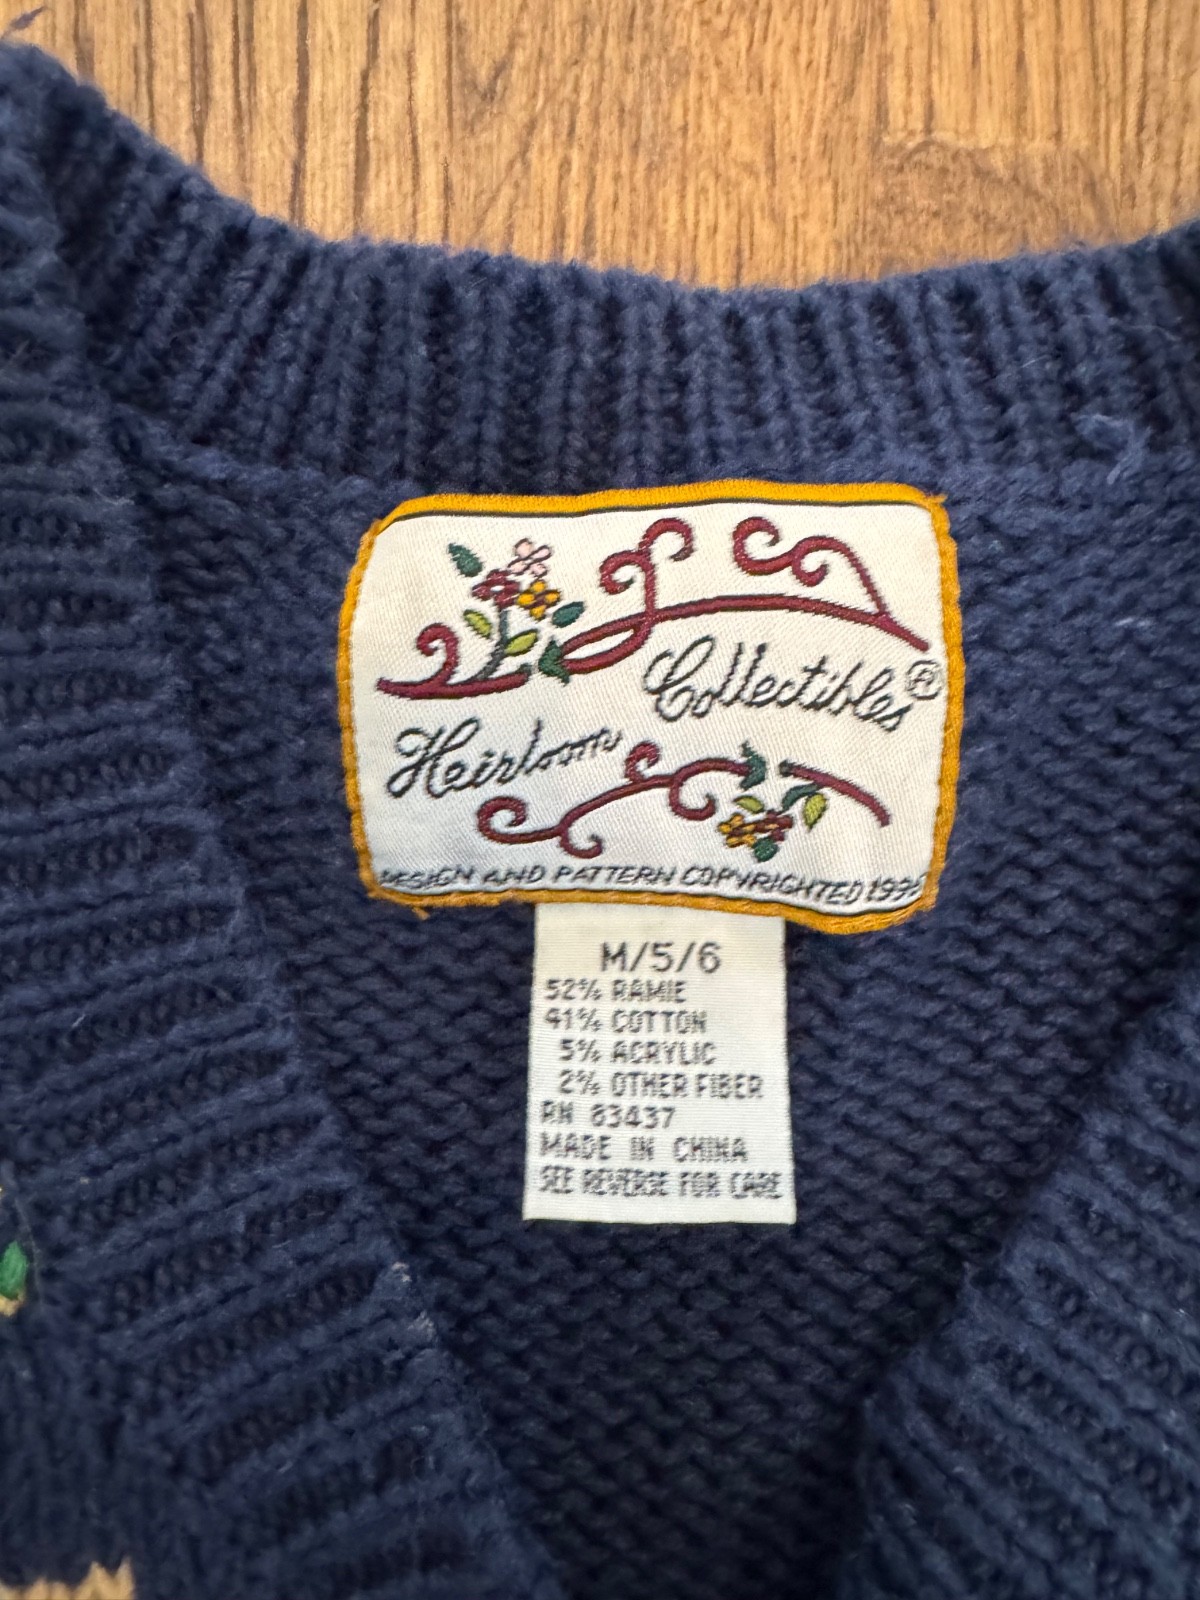 Heirloom Collectibles®
DESIGN AND PATTERN COPYRIGHTED
M/5/6
52% RAMIE
41% COTTON
5% ACRYLIC
2% OTHER FIBER
RN 83437
MADE IN CHINA
SEE REVERSE FOR CARE